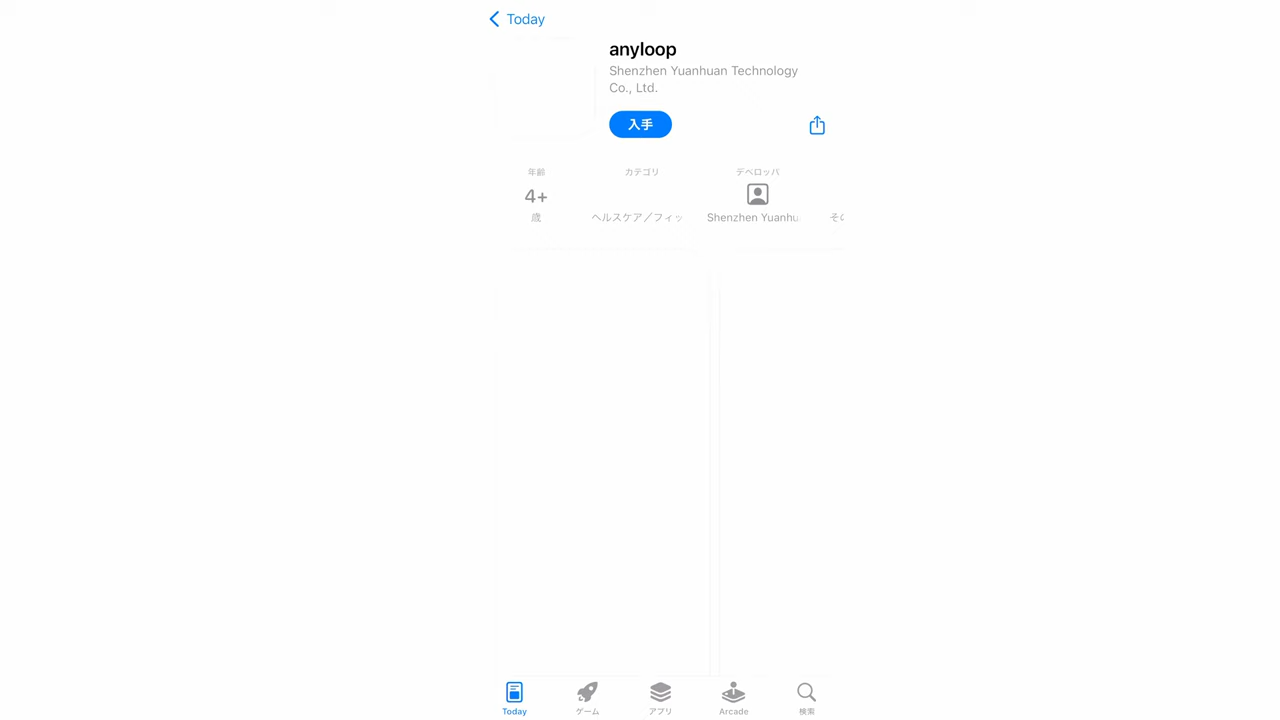 Today
anyloop
Shenzhen Yuanhuan Technology
Co., Ltd.
入手
年齢
カテゴリ
デベロッパ
4+
歳
ヘルスケア／フィッ
Shenzhen Yuanhu
その
Today
ゲーム
アプリ
Arcade
検索